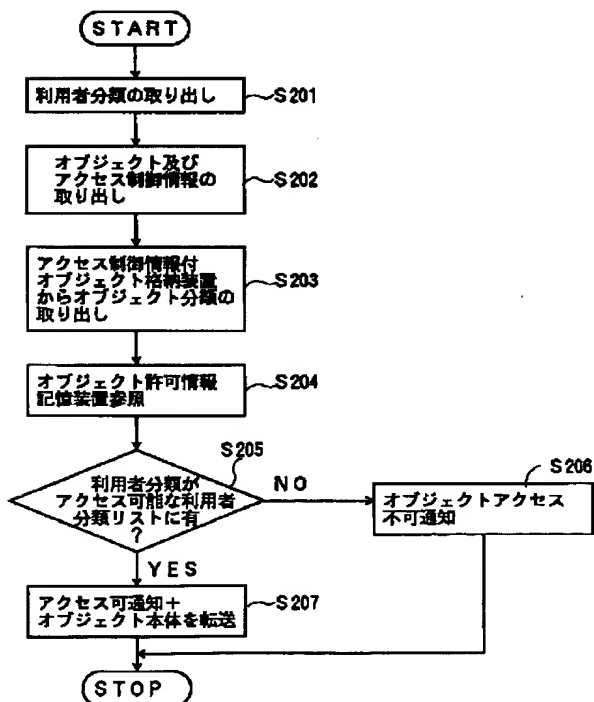 START
利用者分類の取り出し
S201
オブジェクト及び
アクセス制御情報の
取り出し
S202
アクセス制御情報付
オブジェクト格納装置
からオブジェクト分類の
取り出し
S203
オブジェクト許可情報
記憶装置参照
S204
S205
利用者分類が
アクセス可能な利用者
分類リストに有
?
NO
S206
オブジェクトアクセス
不可通知
YES
アクセス可通知+
オブジェクト本体を転送
S207
STOP